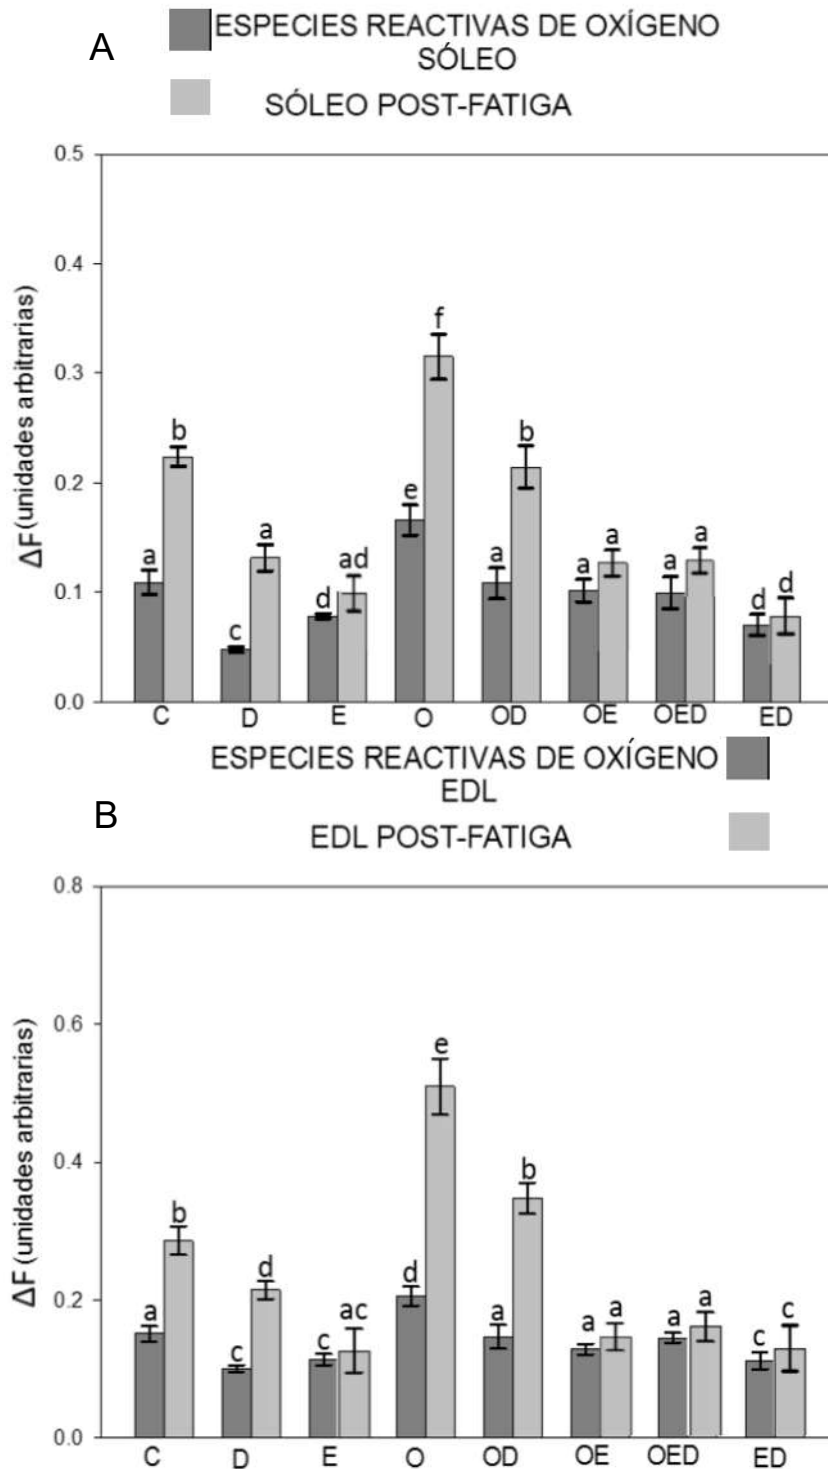 A
ESPECIES REACTIVAS DE OXÍGENO
SÓLEO
SÓLEO POST-FATIGA
ΔF(unidades arbitrarias)
0.5
0.4
0.3
0.2
0.1
0.0
a b
c a
d ad
e f
a b
a a
a a
d d
C D E O OD OE OED ED
ESPECIES REACTIVAS DE OXÍGENO
EDL
B
EDL POST-FATIGA
ΔF (unidades arbitrarias)
0.8
0.6
0.4
0.2
0.0
a b
c d
c ac
d e
a b
a a
a a
c c
C D E O OD OE OED ED